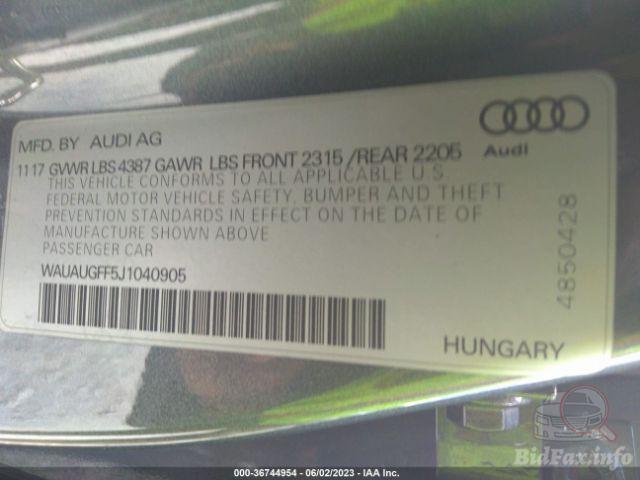 MFD. BY AUDI AG
11 17 GVWR LBS 4387 GAWR LBS FRONT 2315 / REAR 2205
THIS VEHICLE CONFORMS TO ALL APPLICABLE U.S.
FEDERAL MOTOR VEHICLE SAFETY, BUMPER AND THEFT
PREVENTION STANDARDS IN EFFECT ON THE DATE OF
MANUFACTURE SHOWN ABOVE
PASSENGER CAR
WAUAUGFF5J1040905
Audi
4850428
HUNGARY
BidFax.info
000-36744954 - 06/02/2023 - IAA Inc.